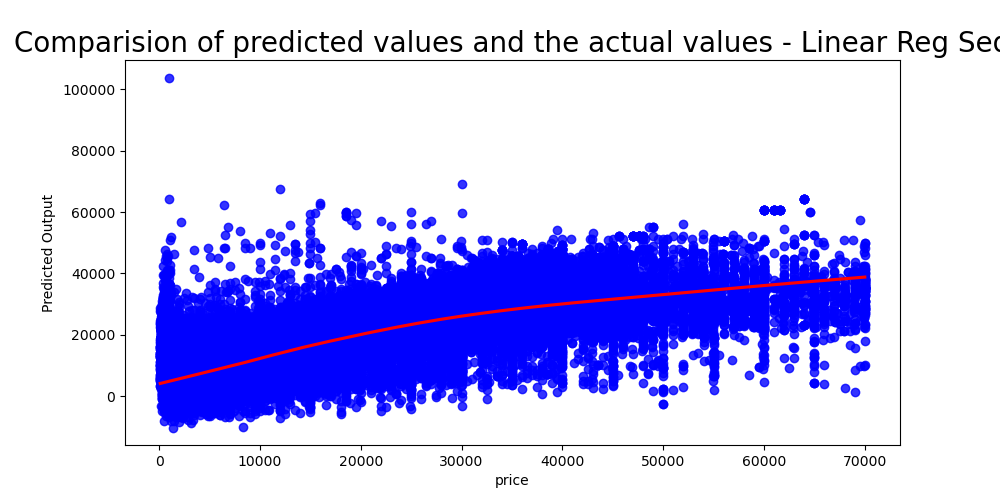 Comparision of predicted values and the actual values - Linear Reg Sec
100000
80000
60000
40000
20000
0
Predicted Output
0 10000 20000 30000 40000 50000 60000 70000
price